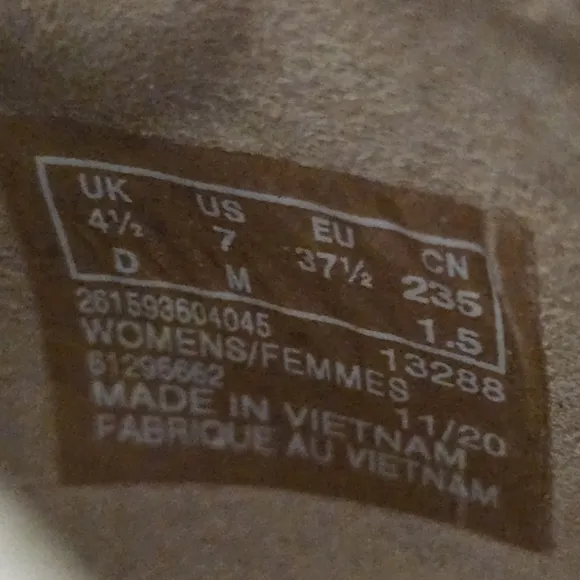 UK US EU CN
4½ 7 37½ 235
D M 1.5
261593604045 13288
WOMENS/FEMMES
61296662 11/20
MADE IN VIETNAM
FABRIQUE AU VIETNAM